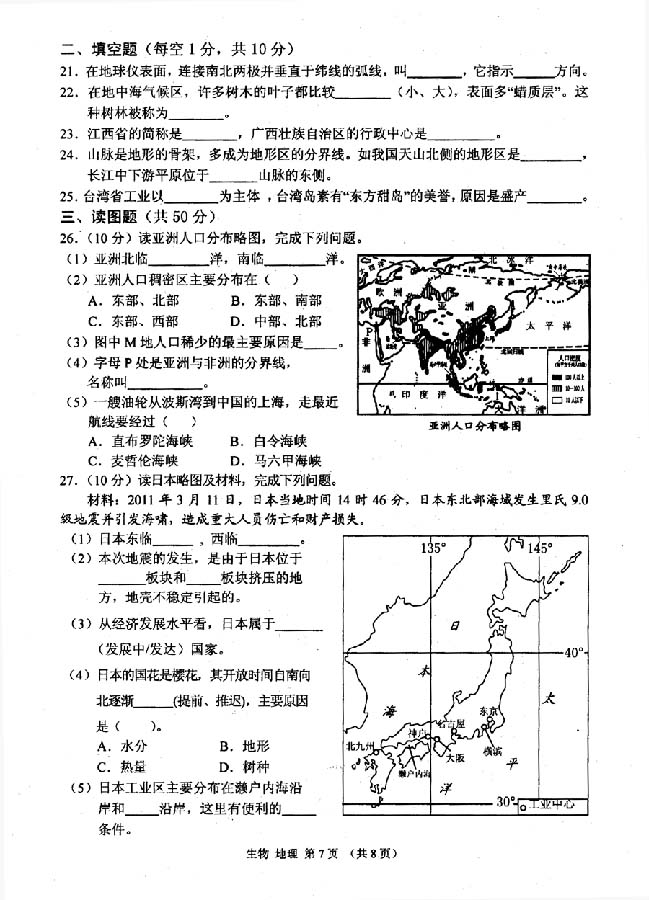 二、填空题（每空1分，共10分）
21．在地球仪表面，连接南北两极并垂直于纬线的弧线，叫________，它指示______方向。
22．在地中海气候区，许多树木的叶子都比较________（小、大），表面多“蜡质层”。这
种树林被称为________。
23．江西省的简称是________，广西壮族自治区的行政中心是__________。
24．山脉是地形的骨架，多成为地形区的分界线。如我国天山北侧的地形区是________，
长江中下游平原位于_______山脉的东侧。
25．台湾省工业以________为主体，台湾岛素有“东方甜岛”的美誉，原因是盛产________。
三、读图题（共50分）
26．（10分）读亚洲人口分布略图，完成下列问题。
（1）亚洲北临_________洋，南临_________洋。
（2）亚洲人口稠密区主要分布在（　）
A．东部、北部 B．东部、南部
C．东部、西部 D．中部、北部
（3）图中M地人口稀少的最主要原因是_____。
（4）字母P处是亚洲与非洲的分界线，
名称叫___________。
（5）一艘油轮从波斯湾到中国的上海，走最近
航线要经过（　）
A．直布罗陀海峡 B．白令海峡
C．麦哲伦海峡 D．马六甲海峡
北 冰 洋
欧 洲
亚 洲
太 平 洋
P
非
洲
印 度 洋
大
洋 洲
人口密度
亚洲人口分布略图
27．（10分）读日本略图及材料，完成下列问题。
材料：2011年3月11日，日本当地时间14时46分，日本东北部海域发生里氏9.0
级地震并引发海啸，造成重大人员伤亡和财产损失。
（1）日本东临______，西临_________。
（2）本次地震的发生，是由于日本位于
_______板块和_____板块挤压的地
方，地壳不稳定引起的。
（3）从经济发展水平看，日本属于_______
（发展中/发达）国家。
（4）日本的国花是樱花，其开放时间自南向
北逐渐______(提前、推迟)，主要原因
是（　）。
A．水分 B．地形
C．热量 D．树种
（5）日本工业区主要分布在濑户内海沿
岸和_____沿岸，这里有便利的_____
条件。
135° 145°
日
40°
本
太
海
东京
名古屋
神户
北九州
大阪
横滨
平
濑户内海
洋
30°
工业中心
生物 地理 第7页 （共8页）